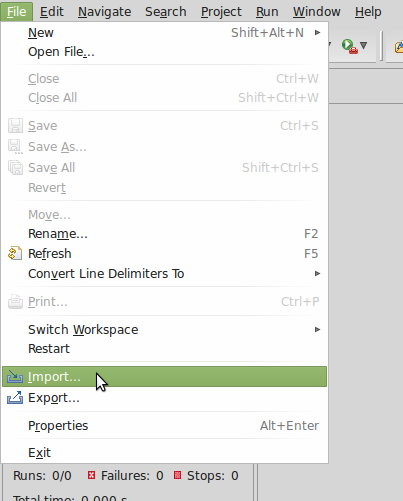 File Edit Navigate Search Project Run Window Help
New Shift+Alt+N
Open File...
Close Ctrl+W
Close All Shift+Ctrl+W
Save Ctrl+S
Save As...
Save All Shift+Ctrl+S
Revert
Move...
Rename... F2
Refresh F5
Convert Line Delimiters To
Print... Ctrl+P
Switch Workspace
Restart
Import...
Export...
Properties Alt+Enter
Exit
Runs: 0/0 Failures: 0 Stops: 0
Total time: 0.000 s